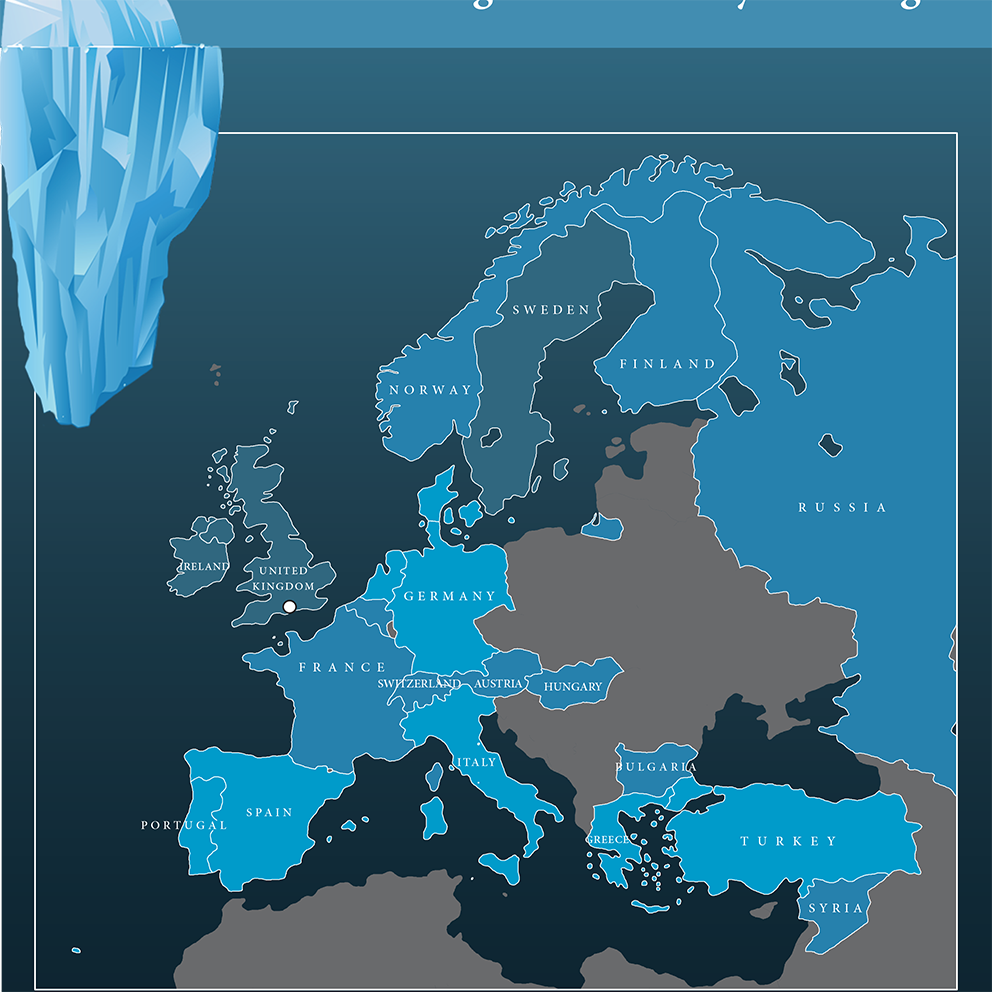 SWEDEN
FINLAND
NORWAY
RUSSIA
IRELAND
UNITED
KINGDOM
GERMANY
FRANCE
SWITZERLAND
AUSTRIA
HUNGARY
ITALY
BULGARIA
SPAIN
PORTUGAL
GREECE
TURKEY
SYRIA